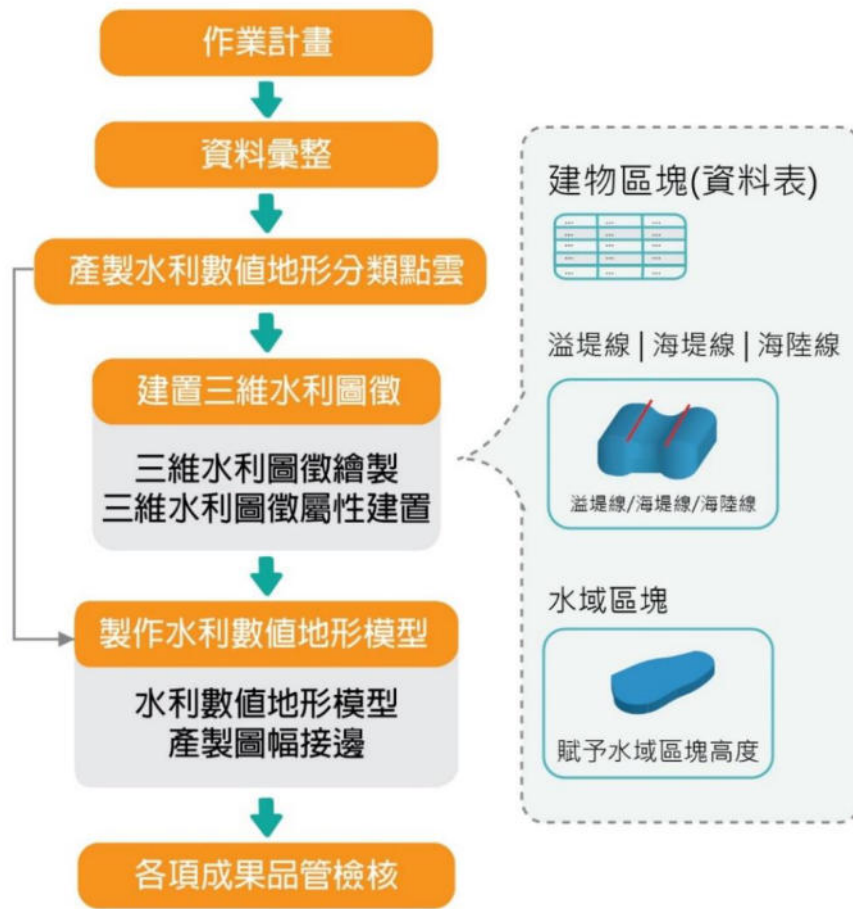 作業計畫
資料彙整
產製水利數值地形分類點雲
建置三維水利圖徵
三維水利圖徵繪製
三維水利圖徵屬性建置
製作水利數值地形模型
水利數值地形模型
產製圖幅接邊
各項成果品管檢核
建物區塊(資料表)
溢堤線 | 海堤線 | 海陸線
溢堤線/海堤線/海陸線
水域區塊
賦予水域區塊高度